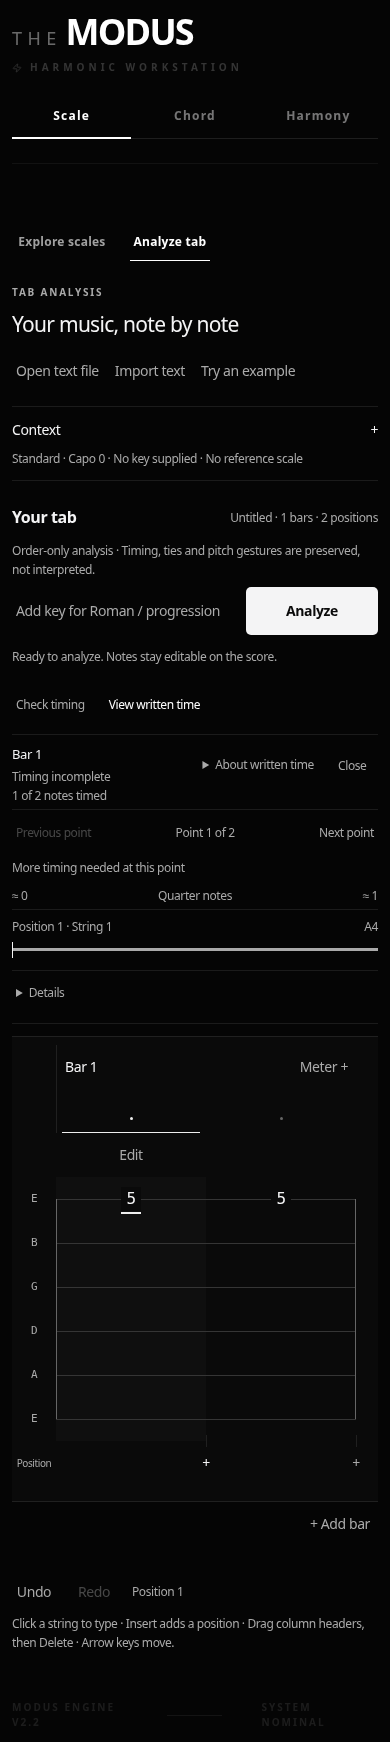 THE MODUS
HARMONIC WORKSTATION
Scale Chord Harmony
Explore scales Analyze tab
TAB ANALYSIS
Your music, note by note
Open text file Import text Try an example
Context +
Standard · Capo 0 · No key supplied · No reference scale
Your tab Untitled · 1 bars · 2 positions
Order-only analysis · Timing, ties and pitch gestures are preserved,
not interpreted.
Add key for Roman / progression Analyze
Ready to analyze. Notes stay editable on the score.
Check timing View written time
Bar 1
Timing incomplete
1 of 2 notes timed
▶ About written time Close
Previous point Point 1 of 2 Next point
More timing needed at this point
≈ 0 Quarter notes ≈ 1
Position 1 · String 1 A4
▶ Details
Bar 1 Meter +
Edit
E 5 5
B
G
D
A
E
Position + +
+ Add bar
Undo Redo Position 1
Click a string to type · Insert adds a position · Drag column headers,
then Delete · Arrow keys move.
MODUS ENGINE
V2.2
SYSTEM
NOMINAL